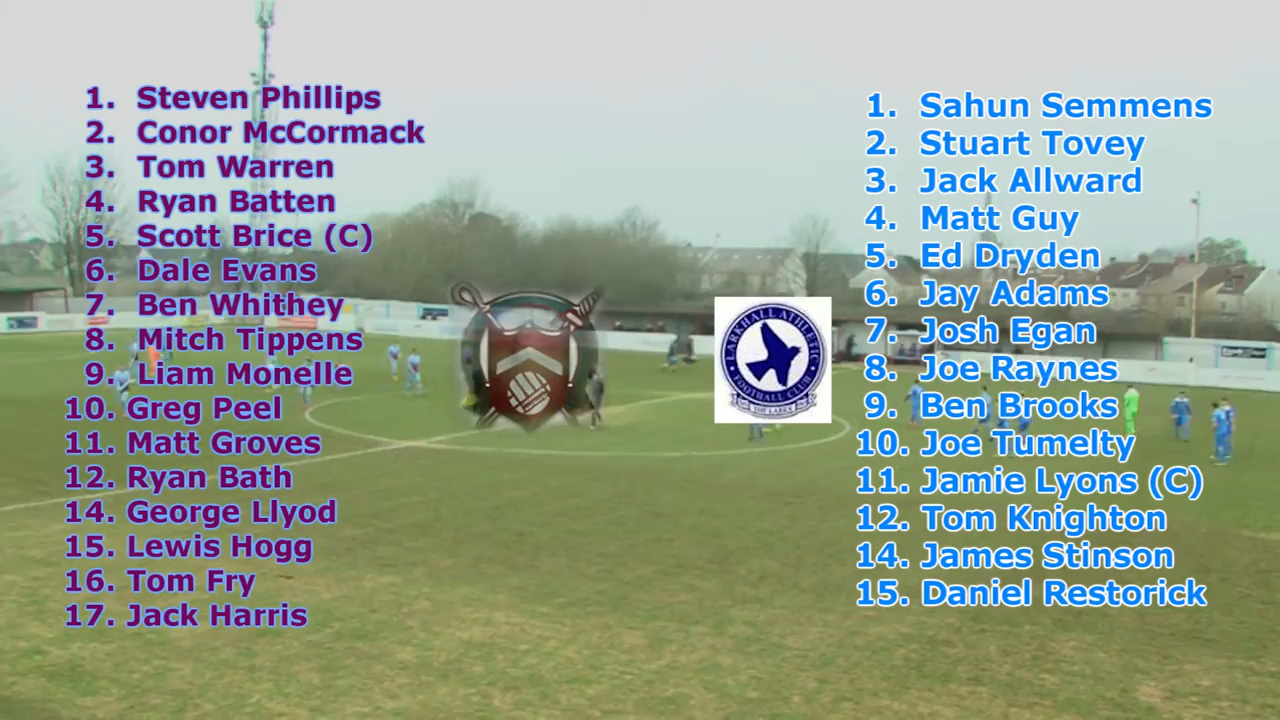 1. Steven Phillips
2. Conor McCormack
3. Tom Warren
4. Ryan Batten
5. Scott Brice (C)
6. Dale Evans
7. Ben Whithey
8. Mitch Tippens
9. Liam Monelle
10. Greg Peel
11. Matt Groves
12. Ryan Bath
14. George Llyod
15. Lewis Hogg
16. Tom Fry
17. Jack Harris
LARKHALL ATHLETIC
FOOTBALL CLUB
THE LARKS
1. Sahun Semmens
2. Stuart Tovey
3. Jack Allward
4. Matt Guy
5. Ed Dryden
6. Jay Adams
7. Josh Egan
8. Joe Raynes
9. Ben Brooks
10. Joe Tumelty
11. Jamie Lyons (C)
12. Tom Knighton
14. James Stinson
15. Daniel Restorick